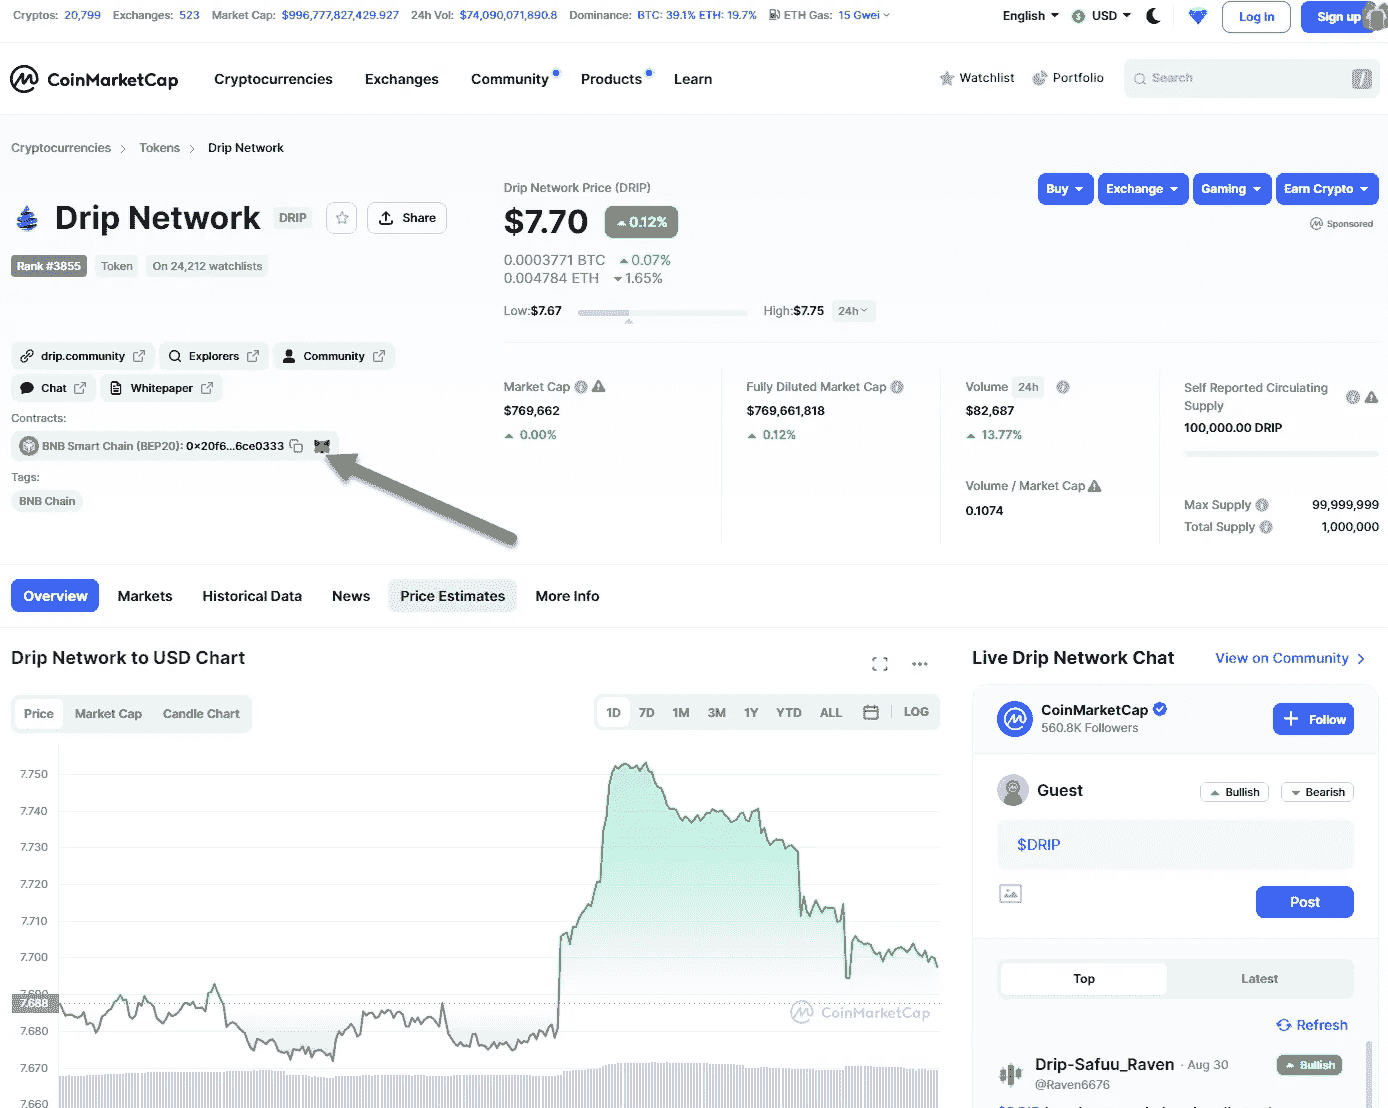 Cryptos: 20,799 Exchanges: 523 Market Cap: $996,777,827,429.927 24h Vol: $74,090,071,890.8 Dominance: BTC: 39.1% ETH: 19.7% ETH Gas: 15 Gwei English USD Log In Sign up
CoinMarketCap Cryptocurrencies Exchanges Community Products Learn Watchlist Portfolio Search /
Cryptocurrencies > Tokens > Drip Network
Drip Network DRIP Share
Rank #3855 Token On 24,212 watchlists
drip.community Explorers Community
Chat Whitepaper
Contracts:
BNB Smart Chain (BEP20): 0x20f6...6ce0333
Tags:
BNB Chain
Drip Network Price (DRIP)
$7.70 0.12%
0.0003771 BTC 0.07%
0.004784 ETH 1.65%
Low:$7.67 High:$7.75 24h
Buy Exchange Gaming Earn Crypto
Sponsored
Market Cap
$769,662
0.00%
Fully Diluted Market Cap
$769,661,818
0.12%
Volume 24h
$82,687
13.77%
Volume / Market Cap
0.1074
Self Reported Circulating
Supply
100,000.00 DRIP
Max Supply 99,999,999
Total Supply 1,000,000
Overview Markets Historical Data News Price Estimates More Info
Drip Network to USD Chart
Price Market Cap Candle Chart 1D 7D 1M 3M 1Y YTD ALL LOG
7.750
7.740
7.730
7.720
7.710
7.700
7.690
7.688
7.680
7.670
7.660
CoinMarketCap
Live Drip Network Chat View on Community >
CoinMarketCap
560.8K Followers
Follow
Guest Bullish Bearish
$DRIP
Post
Top Latest
Refresh
Drip-Safuu_Raven · Aug 30 Bullish
@Raven6676